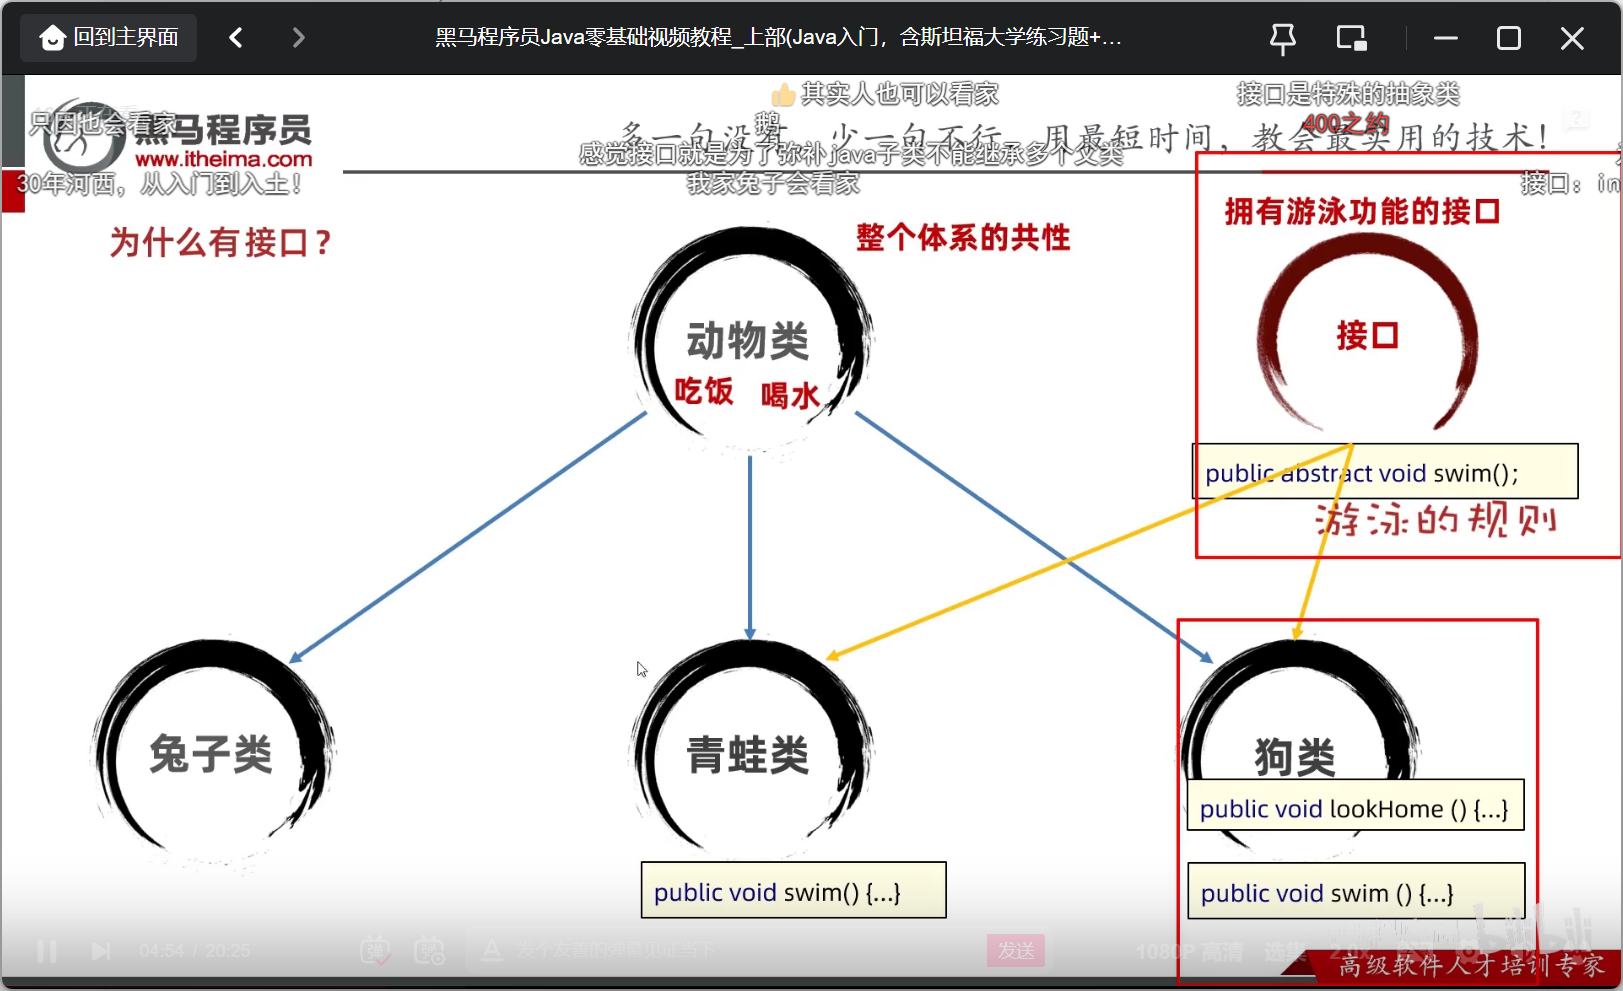 回到主界面
黑马程序员Java零基础视频教程_上部(Java入门，含斯坦福大学练习题+...
其实人也可以看家
接口是特殊的抽象类
只因也会看家
黑马程序员
www.itheima.com
鹅
400之约
多一句没有，少一句不行，用最短时间，教会最实用的技术！
感觉接口就是为了弥补java子类不能继承多个父类
30年河西，从入门到入土！
我家兔子会看家
接口：in
为什么有接口？
整个体系的共性
拥有游泳功能的接口
动物类
吃饭 喝水
接口
public abstract void swim();
游泳的规则
兔子类
青蛙类
狗类
public void lookHome () {...}
public void swim() {...}
public void swim () {...}
04:54 / 20:25
发个友善的弹幕见证当下
发送
1080P 高清
选集
2.0x
bilibili
高级软件人才培训专家